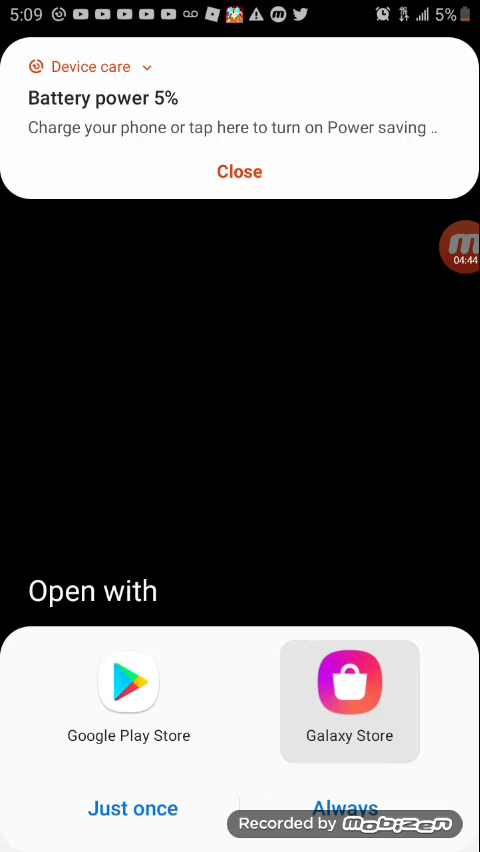 5:09 5%
Device care
Battery power 5%
Charge your phone or tap here to turn on Power saving ..
Close
04:44
Open with
Google Play Store Galaxy Store
Just once Always
Recorded by mobizen